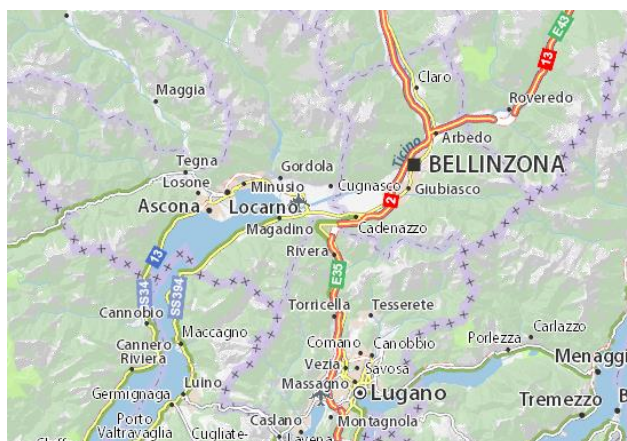 E43
13
Claro
Maggia
Roveredo
Arbedo
Ticino
Tegna
Gordola
BELLINZONA
Losone
Minusio
Cugnasco
Giubiasco
Ascona
Locarno
2
Magadino
Cadenazzo
13
Rivera
E35
SS34
SS394
Cannobio
Torricella
Tesserete
Maccagno
Carlazzo
Comano
Canobbio
Porlezza
Cannero
Riviera
Vezia
Savosa
Menaggi
Massagno
Luino
Lugano
Germignaga
Tremezzo
B
Porto
Valtravaglia
Caslano
Montagnola
Cugliate-
Lavena